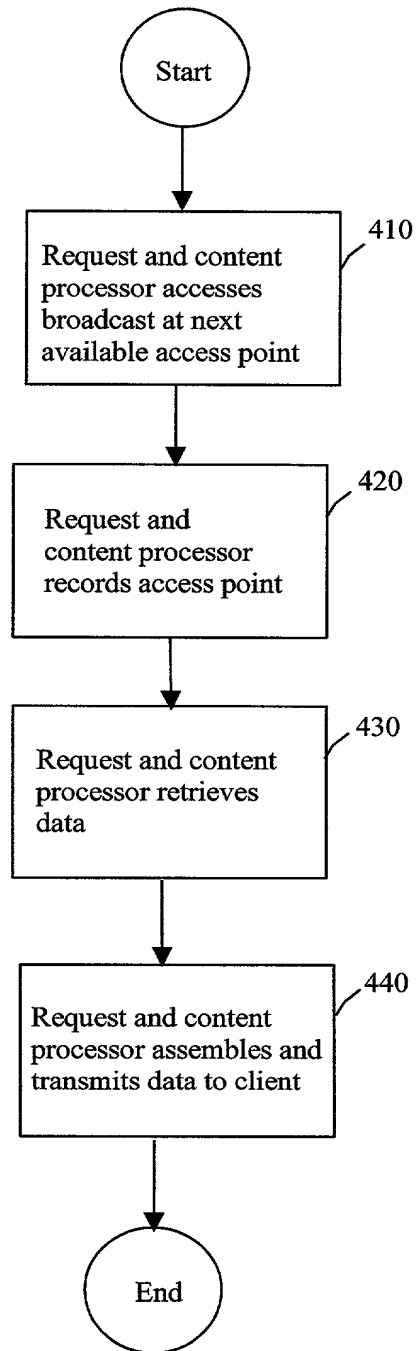 Start
410
Request and content
processor accesses
broadcast at next
available access point
420
Request and
content processor
records access point
430
Request and content
processor retrieves
data
440
Request and content
processor assembles and
transmits data to client
End